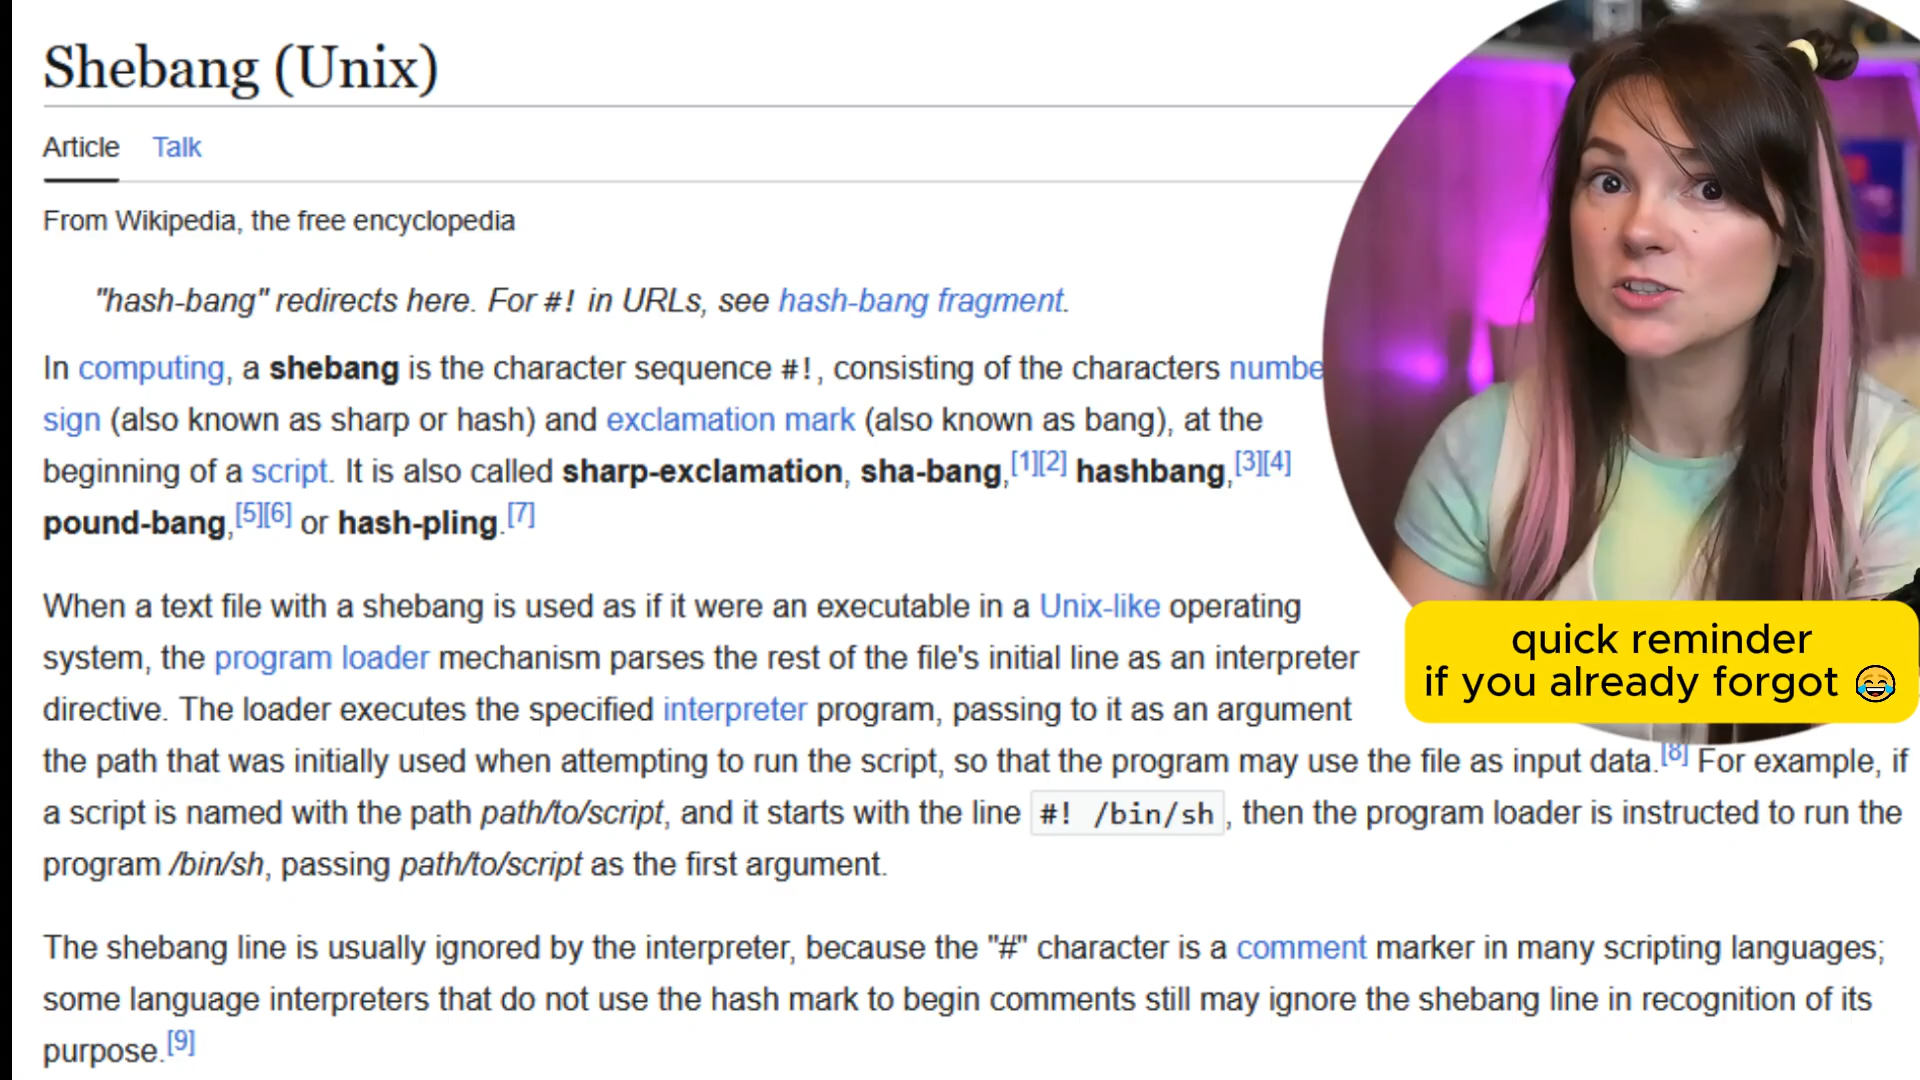 Shebang (Unix)
Article Talk
From Wikipedia, the free encyclopedia
"hash-bang" redirects here. For #! in URLs, see hash-bang fragment.
In computing, a shebang is the character sequence #!, consisting of the characters numbe
sign (also known as sharp or hash) and exclamation mark (also known as bang), at the
beginning of a script. It is also called sharp-exclamation, sha-bang,[1][2] hashbang,[3][4]
pound-bang,[5][6] or hash-pling.[7]
When a text file with a shebang is used as if it were an executable in a Unix-like operating
system, the program loader mechanism parses the rest of the file's initial line as an interpreter
directive. The loader executes the specified interpreter program, passing to it as an argument
the path that was initially used when attempting to run the script, so that the program may use the file as input data.[8] For example, if
a script is named with the path path/to/script, and it starts with the line #! /bin/sh, then the program loader is instructed to run the
program /bin/sh, passing path/to/script as the first argument.
The shebang line is usually ignored by the interpreter, because the "#" character is a comment marker in many scripting languages;
some language interpreters that do not use the hash mark to begin comments still may ignore the shebang line in recognition of its
purpose.[9]
quick reminder
if you already forgot 😂